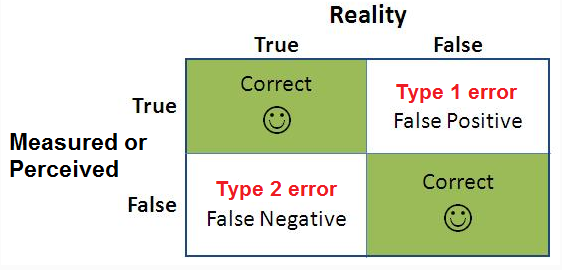 Reality
True False
True
Correct
Type 1 error
False Positive
Measured or
Perceived
False
Type 2 error
False Negative
Correct